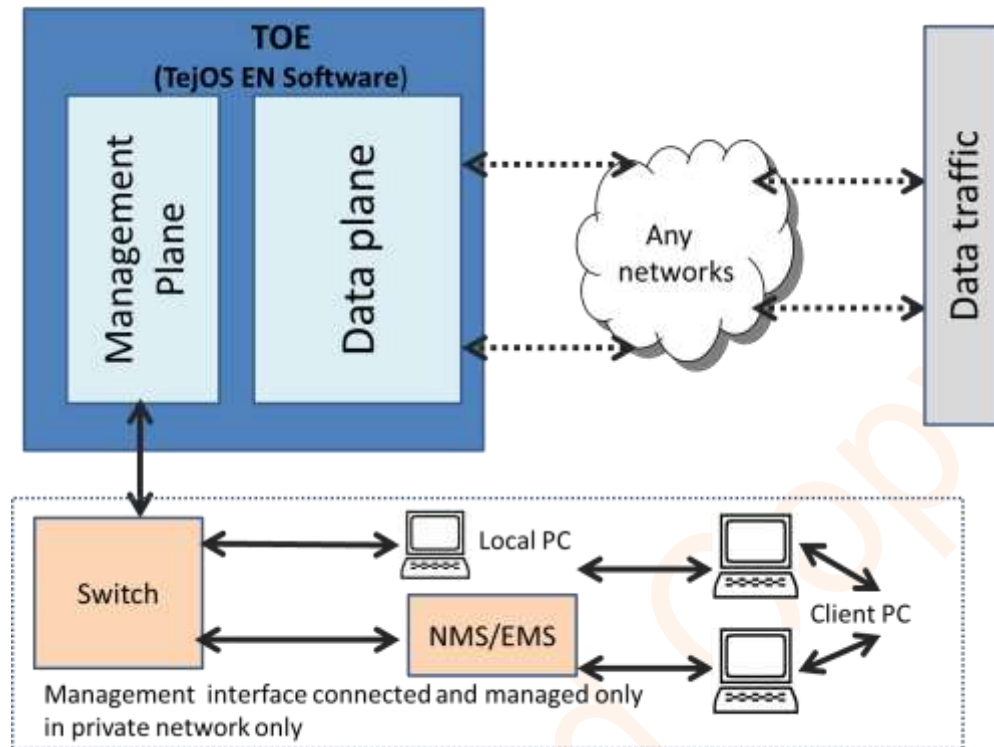 TOE
(TejOS EN Software)
Management
Plane
Data plane
Any
networks
Data traffic
Switch
Local PC
NMS/EMS
Client PC
Management interface connected and managed only
in private network only